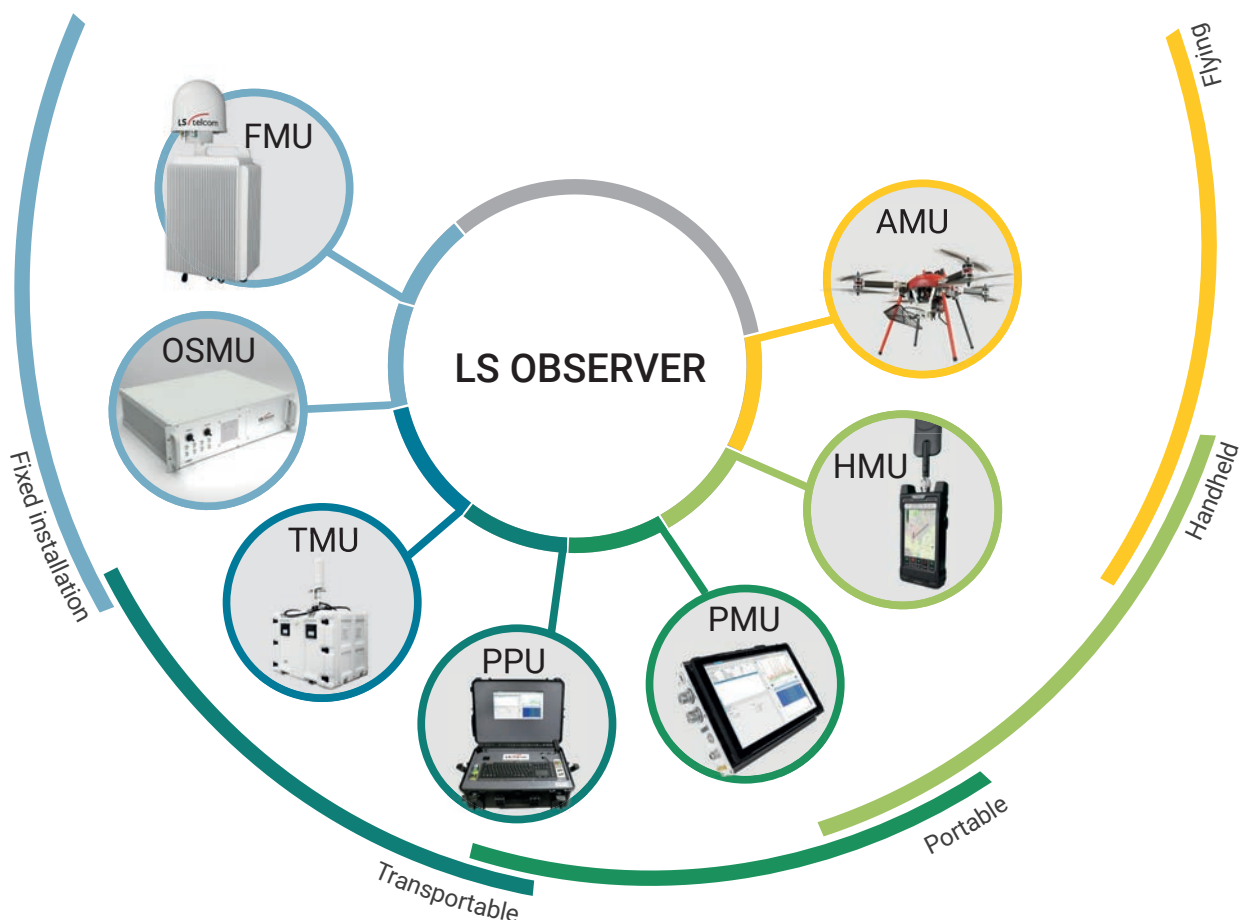 Flying
LS telcom
FMU
AMU
OSMU
LS OBSERVER
HMU
Handheld
Fixed installation
TMU
PMU
PPU
Portable
Transportable